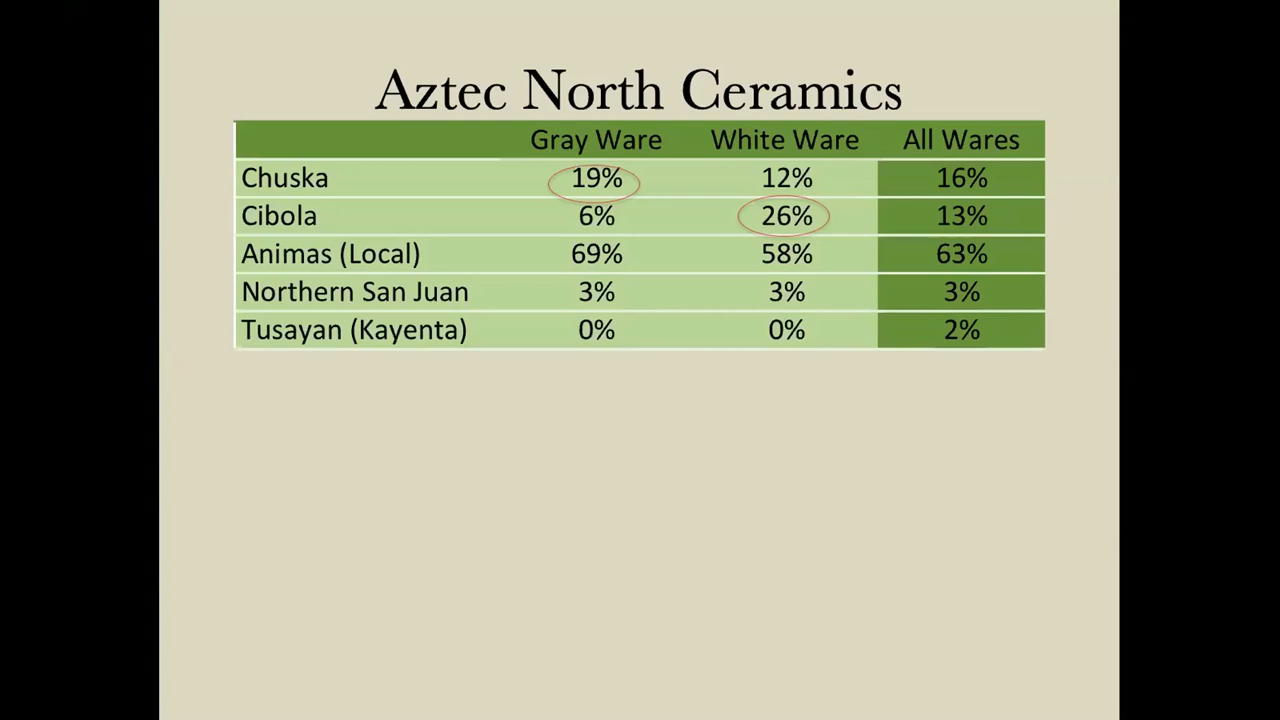 Aztec North Ceramics
Gray Ware White Ware All Wares
Chuska 19% 12% 16%
Cibola 6% 26% 13%
Animas (Local) 69% 58% 63%
Northern San Juan 3% 3% 3%
Tusayan (Kayenta) 0% 0% 2%